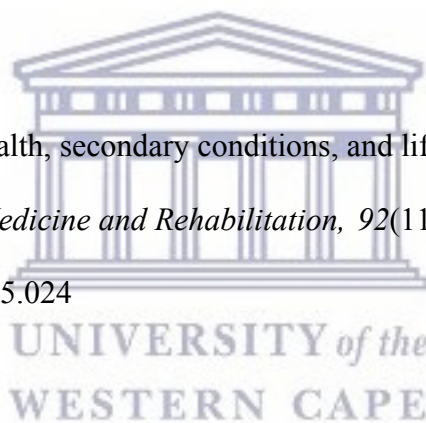 alth, secondary conditions, and lif
edicine and Rehabilitation, 92(11
5.024
UNIVERSITY of the
WESTERN CAPE